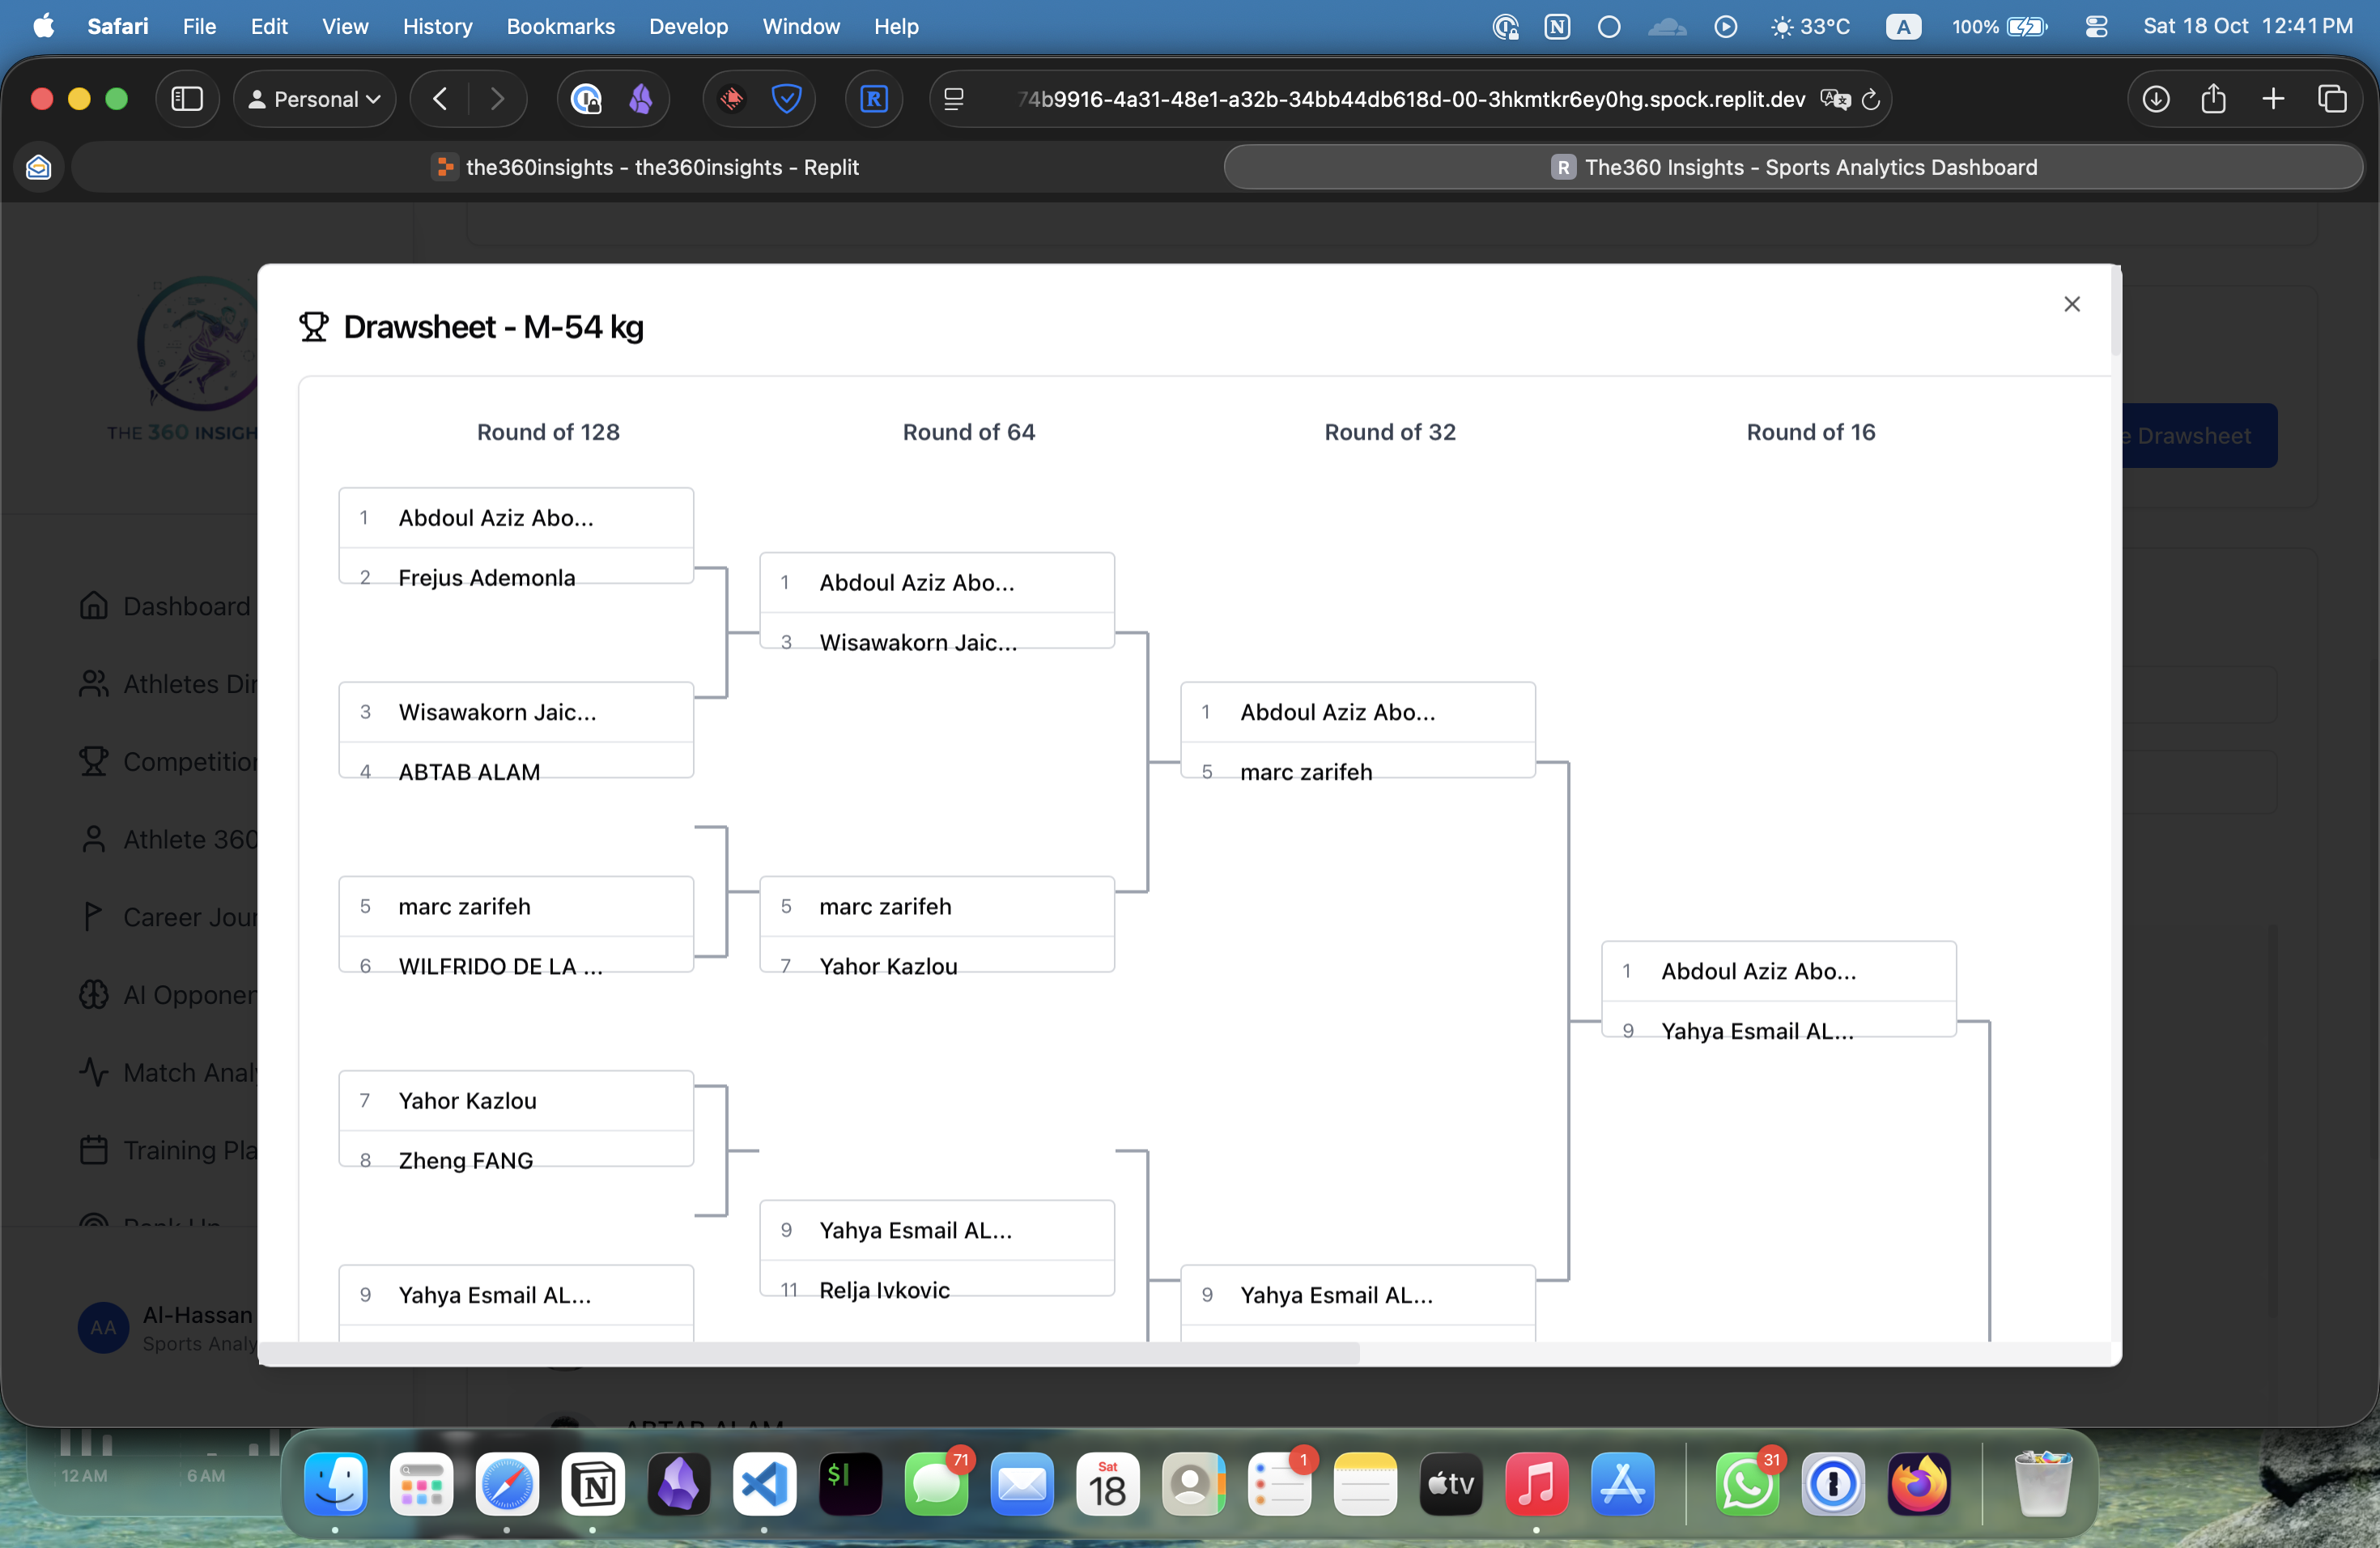 Safari File Edit View History Bookmarks Develop Window Help 33°C A 100% Sat 18 Oct 12:41 PM
Personal 74b9916-4a31-48e1-a32b-34bb44db618d-00-3hkmtkr6ey0hg.spock.replit.dev
the360insights - the360insights - Replit
R The360 Insights - Sports Analytics Dashboard
THE 360 INSIGH
Dashboard
Athletes Dir
Competition
Athlete 360
Career Jour
AI Opponen
Match Analy
Training Pla
Rank Up
AA Al-Hassan
Sports Analy
e Drawsheet
Drawsheet - M-54 kg
Round of 128 Round of 64 Round of 32 Round of 16
1 Abdoul Aziz Abo...
2 Frejus Ademonla
3 Wisawakorn Jaic...
4 ABTAB ALAM
5 marc zarifeh
6 WILFRIDO DE LA ...
7 Yahor Kazlou
8 Zheng FANG
9 Yahya Esmail AL...
1 Abdoul Aziz Abo...
3 Wisawakorn Jaic...
5 marc zarifeh
7 Yahor Kazlou
9 Yahya Esmail AL...
11 Relja Ivkovic
1 Abdoul Aziz Abo...
5 marc zarifeh
9 Yahya Esmail AL...
1 Abdoul Aziz Abo...
9 Yahya Esmail AL...
ABTAB ALAM
12 AM 6 AM
71
Sat
18
1
tv
31